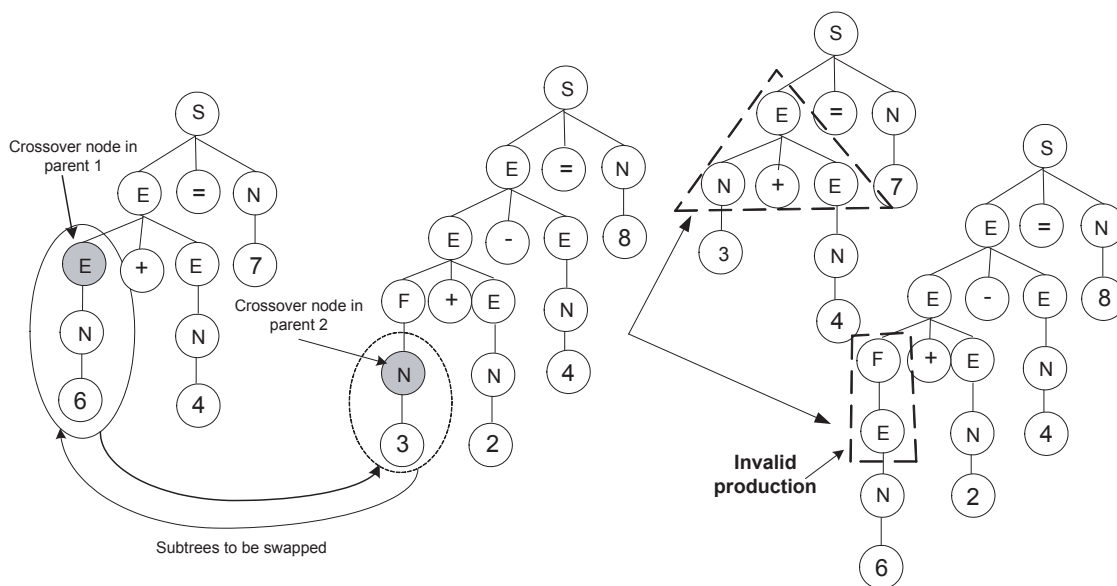 S
Crossover node in
parent 1
E = N
E + E 7
N N
6 4
S
E = N
E - E 8
Crossover node in
parent 2
F + E N
N N 4
3 2
Subtrees to be swapped
S
E = N
N + E 7
3 N
4
S
E = N
E - E 8
F + E N
E N 4
Invalid
production
N 2
6